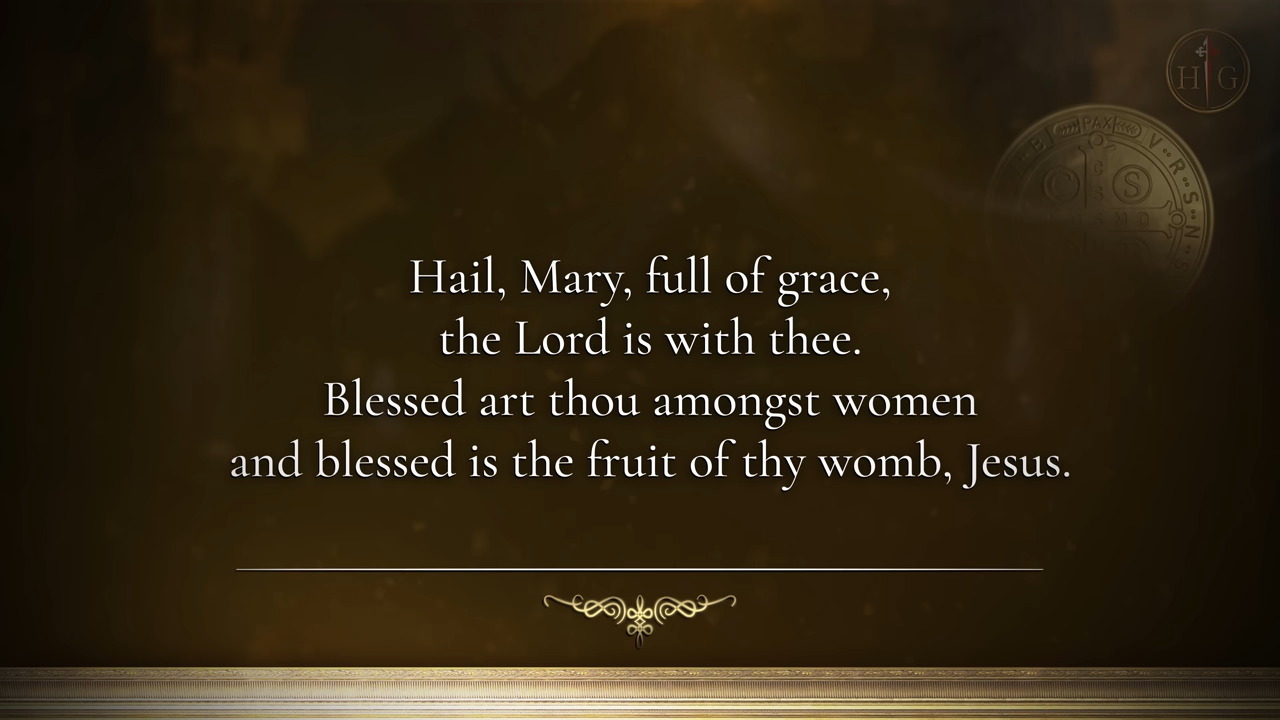 H G
PAX
V R S N S
C S
Hail, Mary, full of grace,
the Lord is with thee.
Blessed art thou amongst women
and blessed is the fruit of thy womb, Jesus.